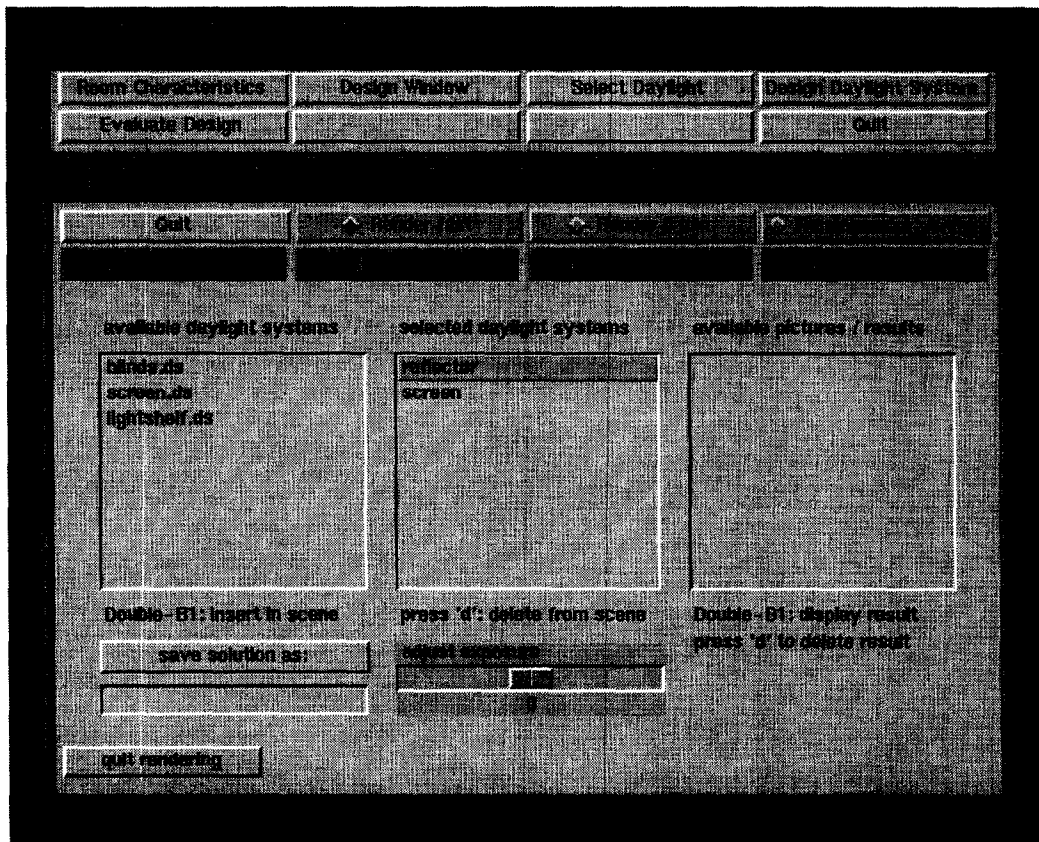 Room Characteristics Design Window Select Daylight Design Daylight System
Evaluate Design Quit
Quit
available daylight systems selected daylight systems available pictures / results
blinds.ds reflector
screen.ds screen
lightshelf.ds
Double-B1: insert in scene press 'd': delete from scene Double-B1: display result
save solution as: adjust exposure press 'd' to delete result
0
quit rendering